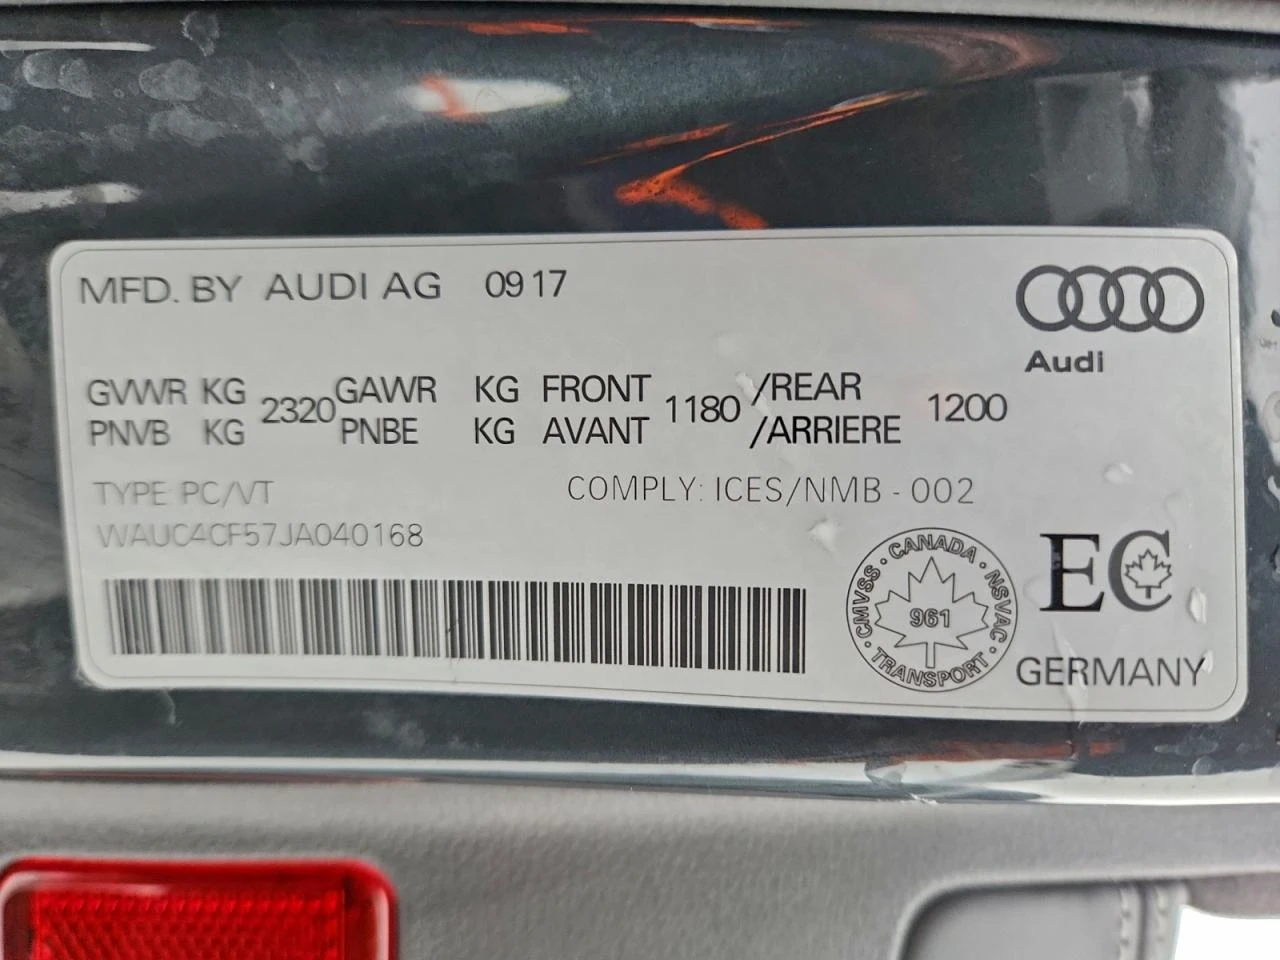 MFD. BY AUDI AG 09 17
Audi
GVWR KG 2320 GAWR KG FRONT 1180 /REAR 1200
PNVB KG PNBE KG AVANT /ARRIERE
TYPE PC/VT COMPLY: ICES/NMB - 002
WAUC4CF57JA040168
CANADA · NSVAC · TRANSPORT · CMVSS ·
961
EC
GERMANY